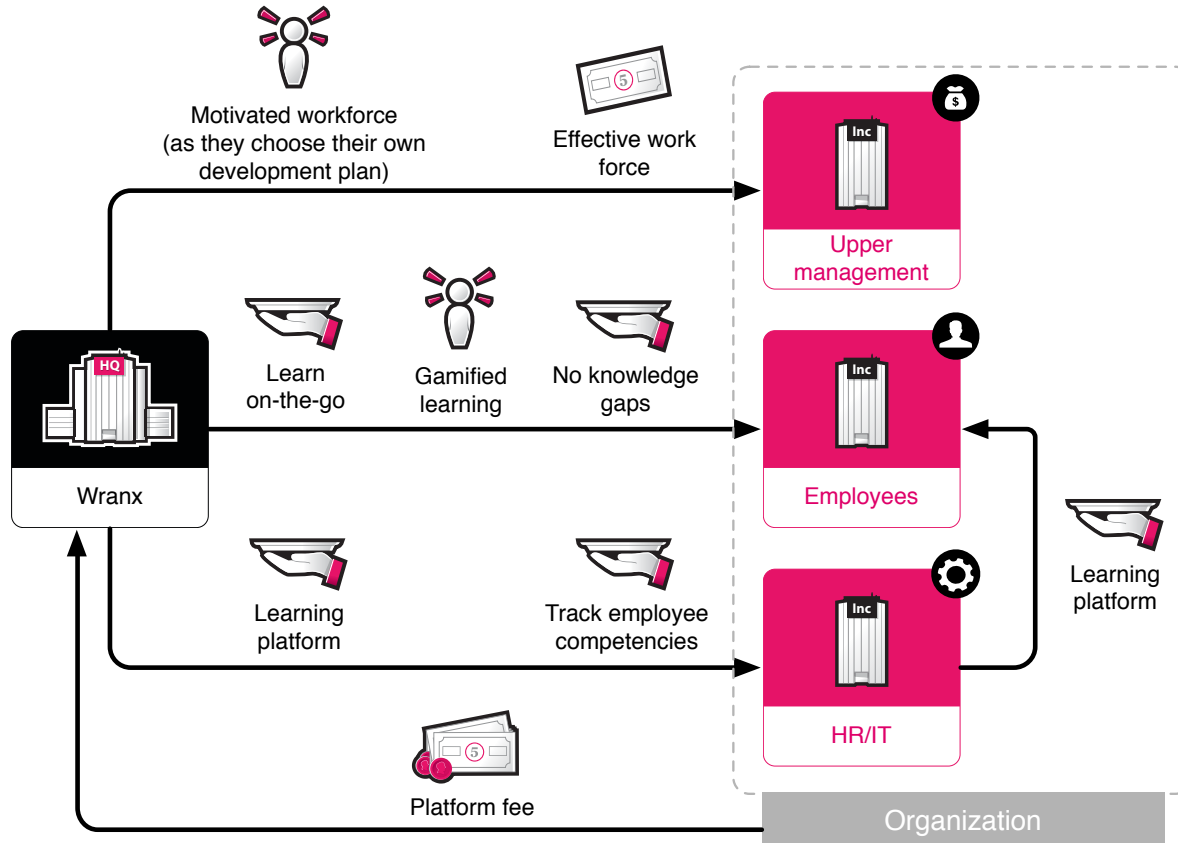 Motivated workforce
(as they choose their own
development plan)
5
Effective work
force
$
Inc
Upper
management
Learn
on-the-go
Gamified
learning
No knowledge
gaps
Inc
Employees
HQ
Wranx
Learning
platform
Track employee
competencies
Inc
HR/IT
Learning
platform
5
Platform fee
Organization